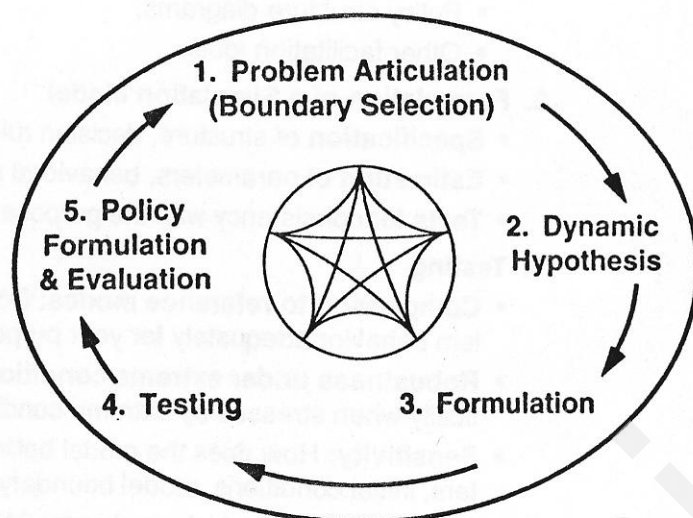 1. Problem Articulation
(Boundary Selection)
5. Policy
Formulation
& Evaluation
2. Dynamic
Hypothesis
4. Testing
3. Formulation